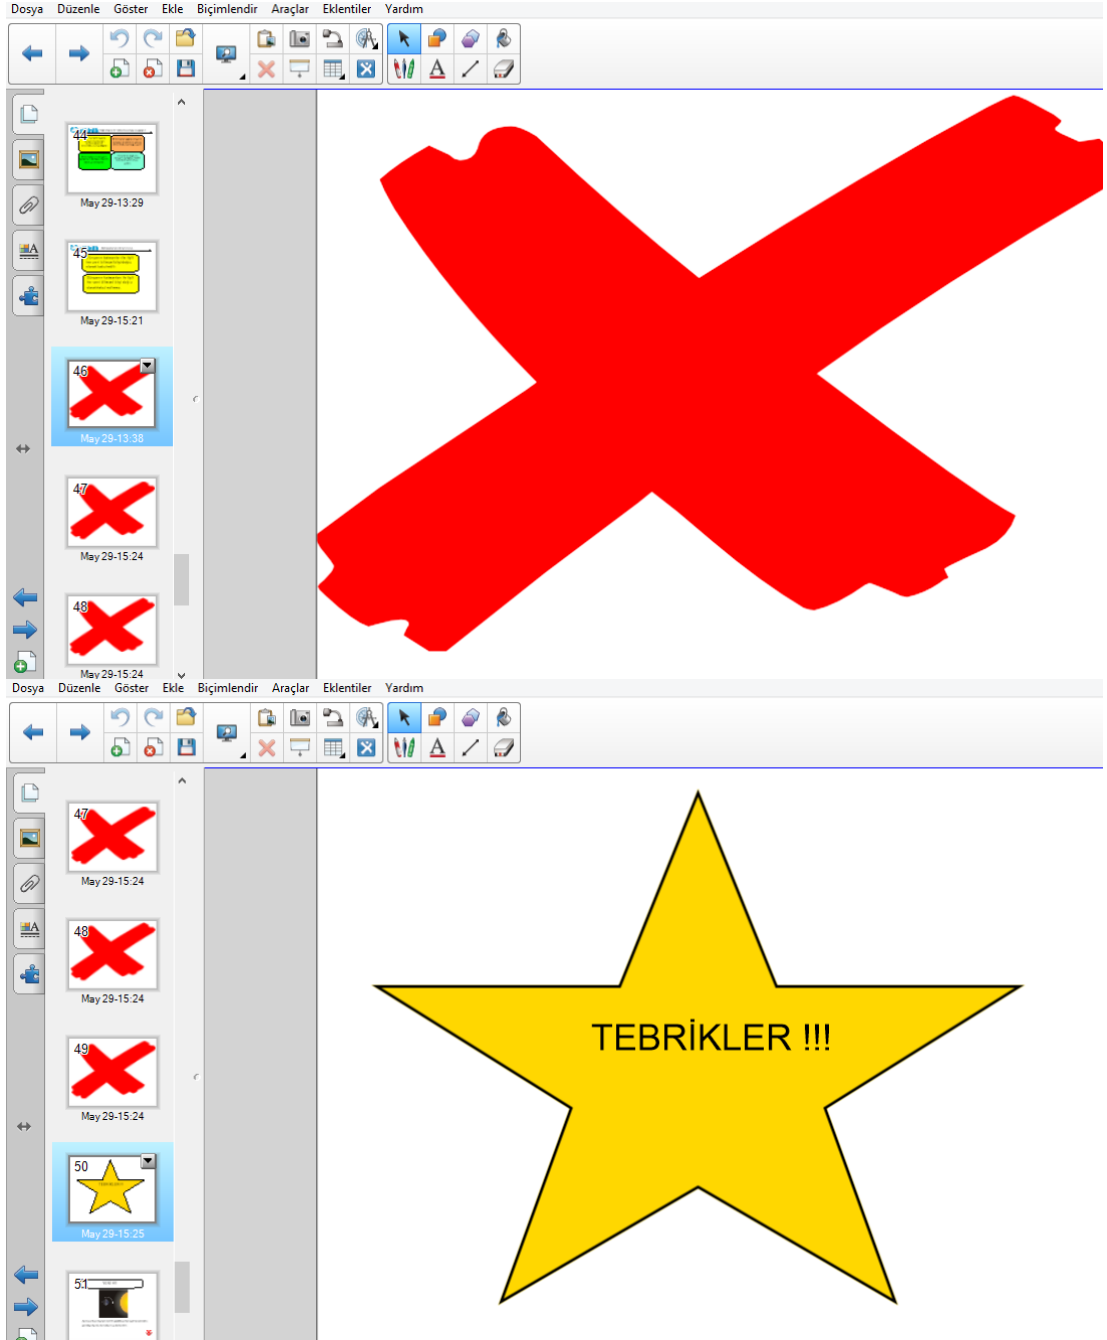 Dosya Düzenle Göster Ekle Biçimlendir Araçlar Eklentiler Yardım
44
May 29-13:29
45
May 29-15:21
46
May 29-13:38
47
May 29-15:24
48
May 29-15:24
Dosya Düzenle Göster Ekle Biçimlendir Araçlar Eklentiler Yardım
47
May 29-15:24
48
May 29-15:24
49
May 29-15:24
50
May 29-15:25
51
TEBRİKLER !!!